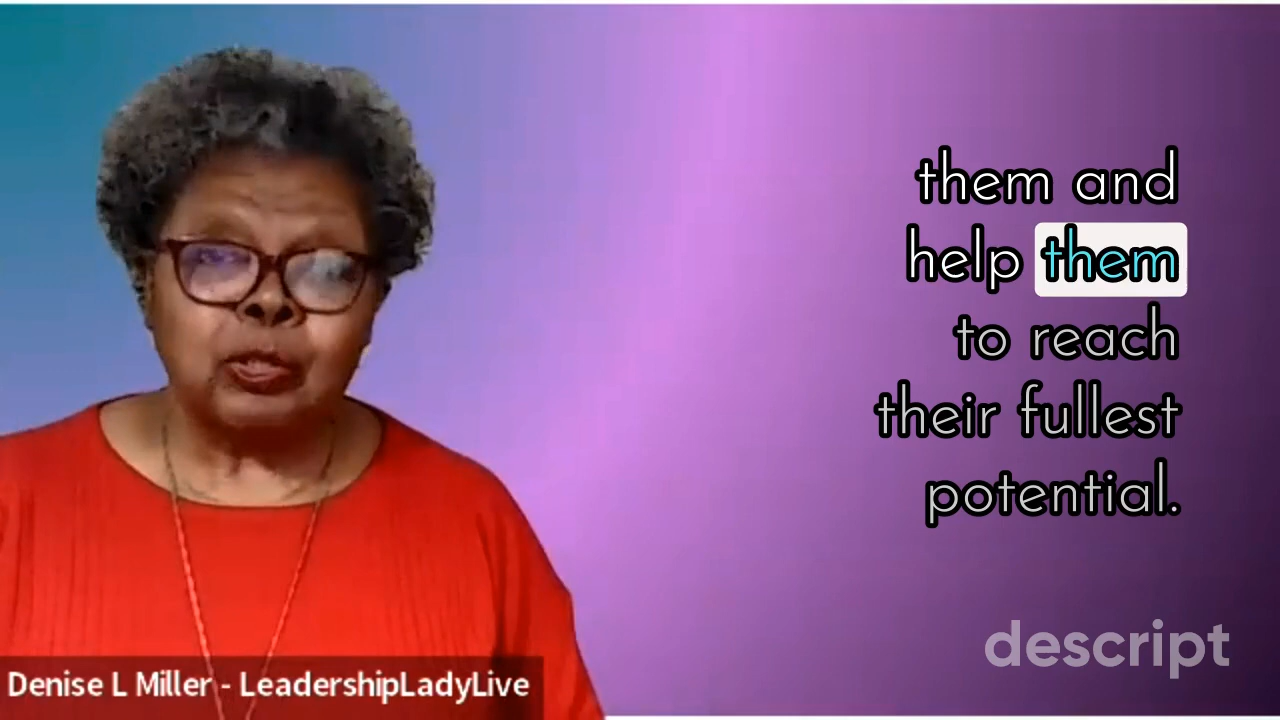 them and
help them
to reach
their fullest
potential.
descript
Denise L Miller - LeadershipLadyLive